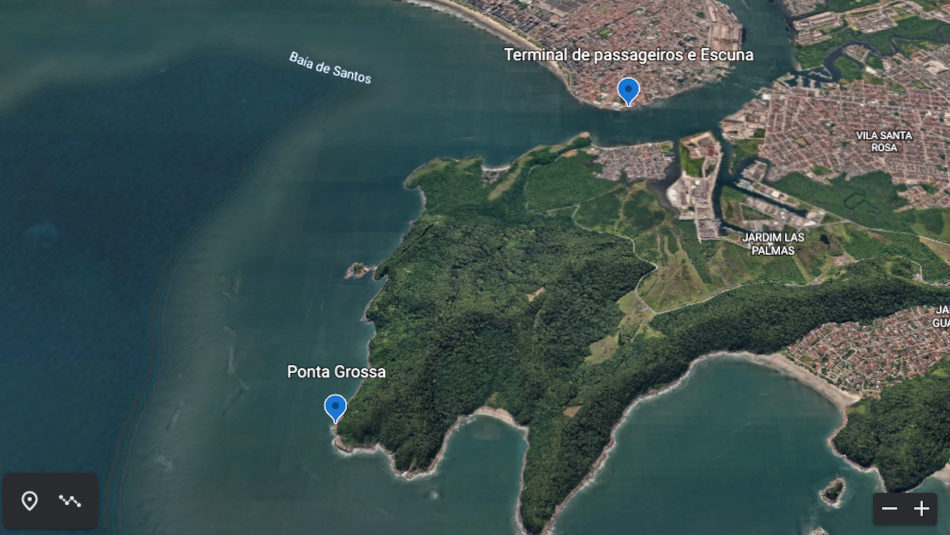 Terminal de passageiros e Escuna
Baía de Santos
VILA SANTA
ROSA
JARDIM LAS
PALMAS
Ponta Grossa